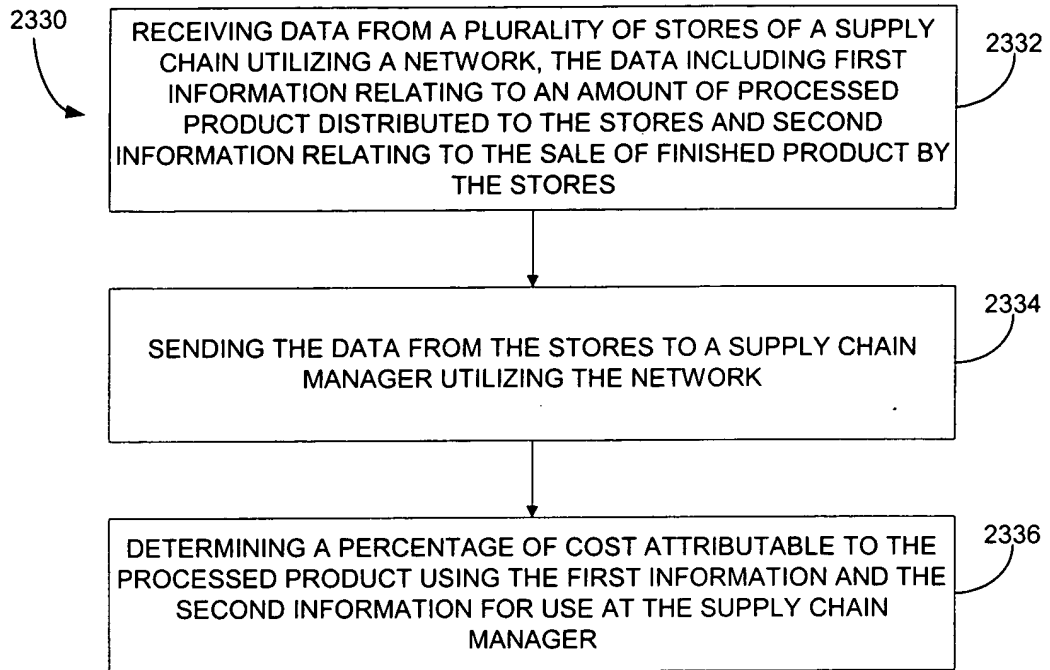 2330
RECEIVING DATA FROM A PLURALITY OF STORES OF A SUPPLY
CHAIN UTILIZING A NETWORK, THE DATA INCLUDING FIRST
INFORMATION RELATING TO AN AMOUNT OF PROCESSED
PRODUCT DISTRIBUTED TO THE STORES AND SECOND
INFORMATION RELATING TO THE SALE OF FINISHED PRODUCT BY
THE STORES
2332
SENDING THE DATA FROM THE STORES TO A SUPPLY CHAIN
MANAGER UTILIZING THE NETWORK
2334
DETERMINING A PERCENTAGE OF COST ATTRIBUTABLE TO THE
PROCESSED PRODUCT USING THE FIRST INFORMATION AND THE
SECOND INFORMATION FOR USE AT THE SUPPLY CHAIN
MANAGER
2336